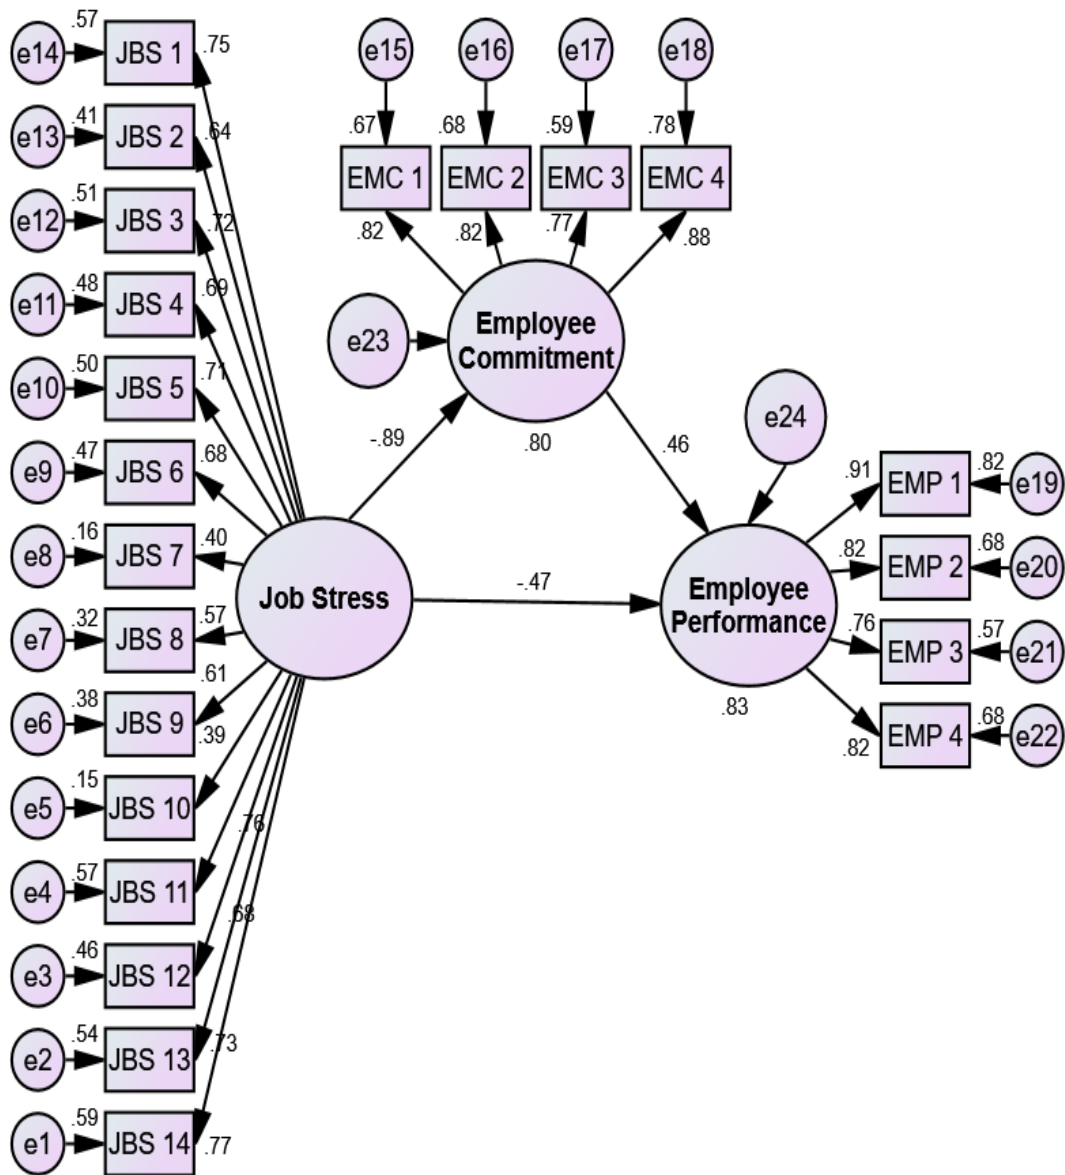 .57
e14
JBS 1
.75
.41
e13
JBS 2
.64
.51
e12
JBS 3
.72
.48
e11
JBS 4
.69
.50
e10
JBS 5
.71
.47
e9
JBS 6
.68
.16
e8
JBS 7
.40
.32
e7
JBS 8
.57
.38
e6
JBS 9
.61
.39
.15
e5
JBS 10
.57
e4
JBS 11
.76
.46
e3
JBS 12
.68
.54
e2
JBS 13
.73
.59
e1
JBS 14
.77
Job Stress
e15
e16
e17
e18
.67
.68
.59
.78
EMC 1
EMC 2
EMC 3
EMC 4
.82
.82
.77
.88
e23
Employee
Commitment
.80
-.89
.46
-.47
e24
Employee
Performance
.83
.91
EMP 1
.82
e19
.82
EMP 2
.68
e20
.76
EMP 3
.57
e21
.82
EMP 4
.68
e22